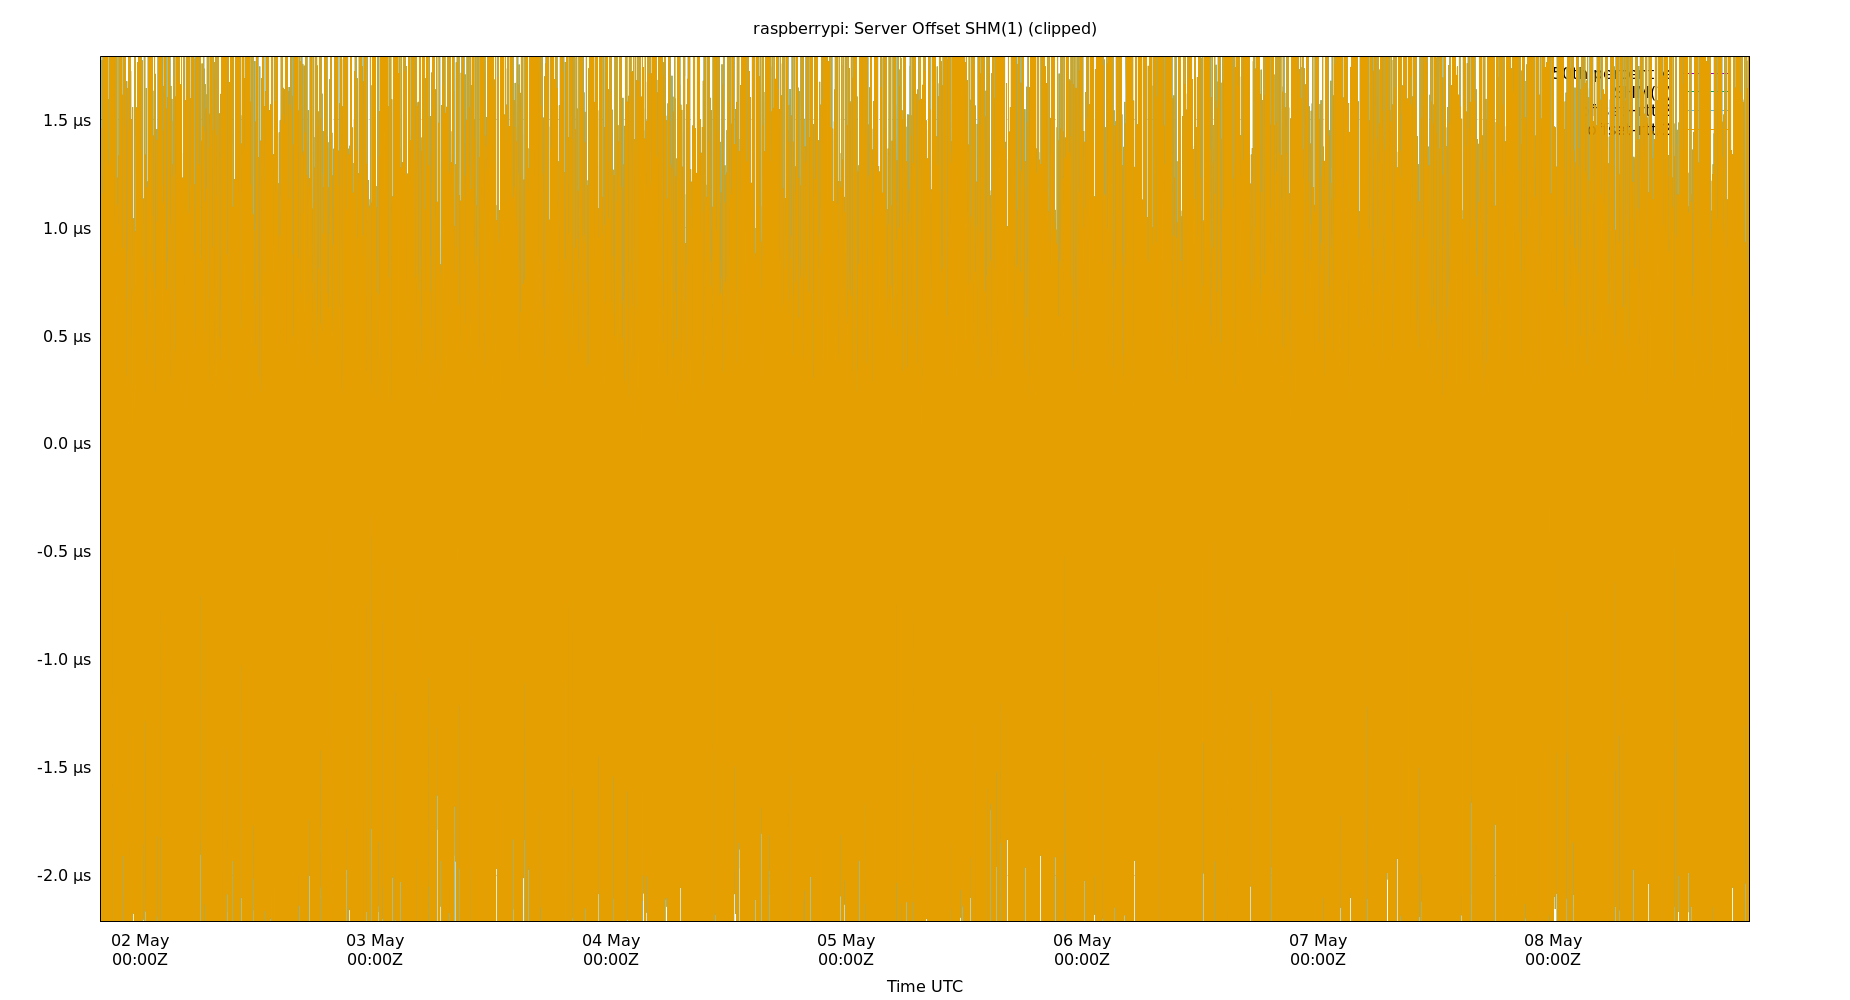 raspberrypi: Server Offset SHM(1) (clipped)
1.5 µs
1.0 µs
0.5 µs
0.0 µs
-0.5 µs
-1.0 µs
-1.5 µs
-2.0 µs
02 May 03 May 04 May 05 May 06 May 07 May 08 May
00:00Z 00:00Z 00:00Z 00:00Z 00:00Z 00:00Z 00:00Z
Time UTC